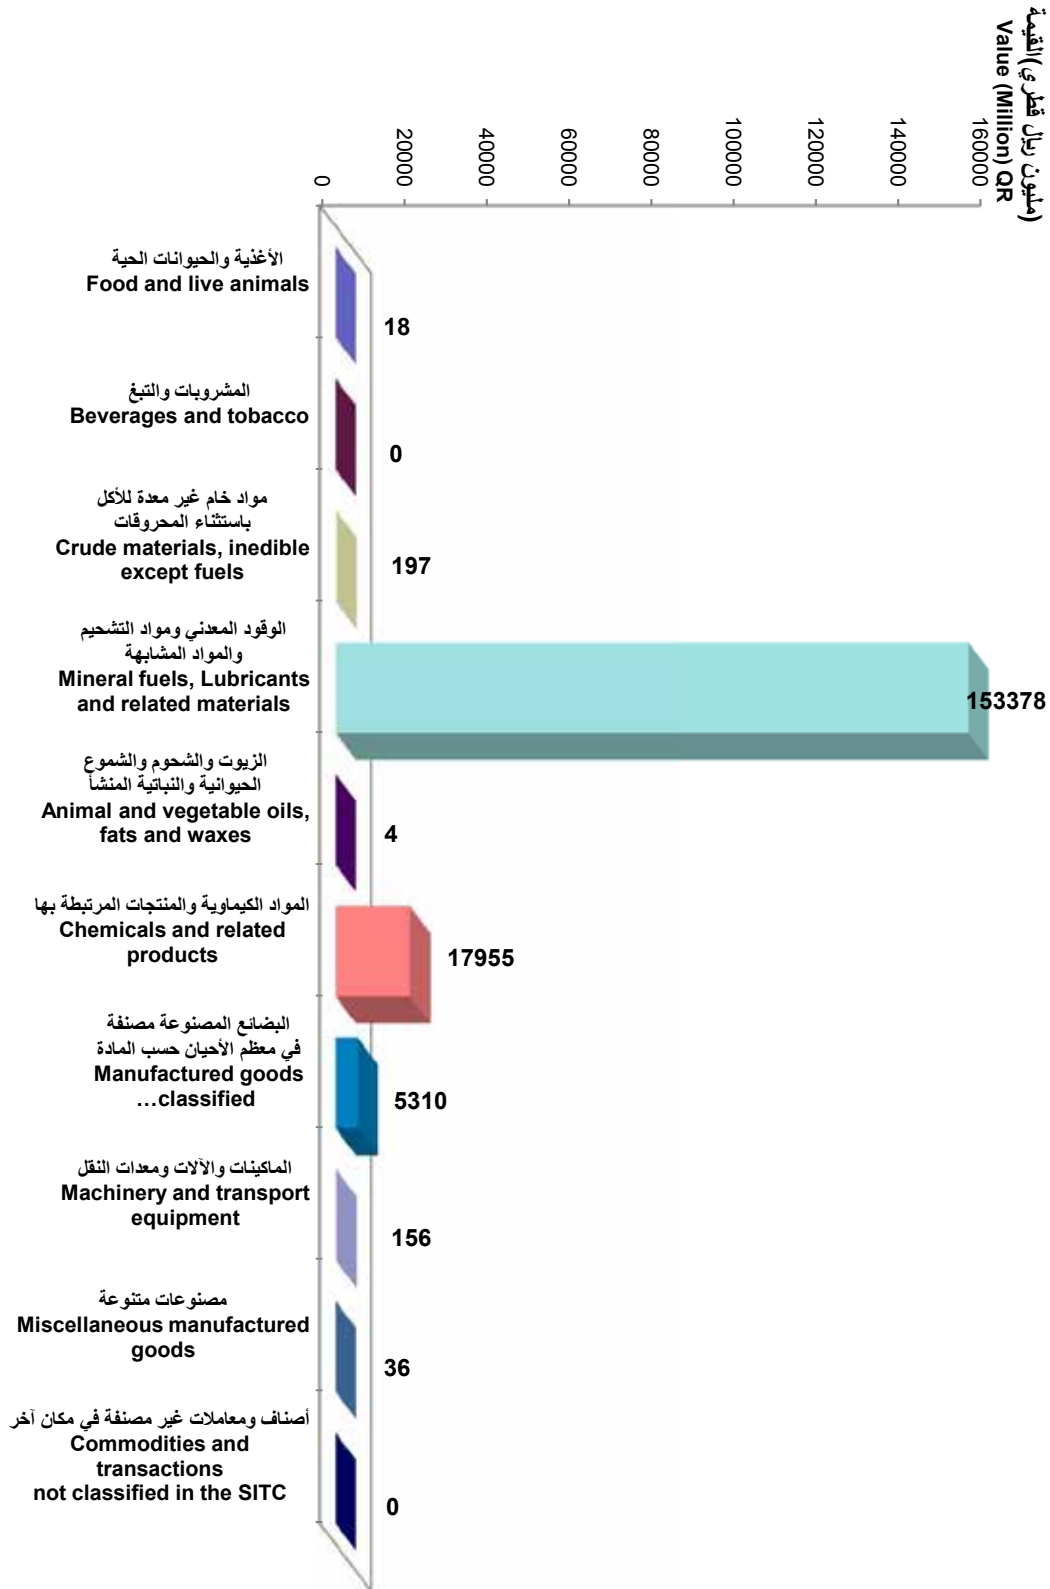 (مليون ريال قطري)القيمة
Value (Million) QR
0
20000
40000
60000
80000
100000
120000
140000
160000
الأغذية والحيوانات الحية
Food and live animals
18
المشروبات والتبغ
Beverages and tobacco
0
مواد خام غير معدة للأكل
باستثناء المحروقات
Crude materials, inedible
except fuels
197
الوقود المعدني ومواد التشحيم
والمواد المشابهة
Mineral fuels, Lubricants
and related materials
153378
الزيوت والشحوم والشموع
الحيوانية والنباتية المنشأ
Animal and vegetable oils,
fats and waxes
4
المواد الكيماوية والمنتجات المرتبطة بها
Chemicals and related
products
17955
البضائع المصنوعة مصنفة
في معظم الأحيان حسب المادة
Manufactured goods
…classified
5310
الماكينات والآلات ومعدات النقل
Machinery and transport
equipment
156
مصنوعات متنوعة
Miscellaneous manufactured
goods
36
أصناف ومعاملات غير مصنفة في مكان آخر
Commodities and
transactions
not classified in the SITC
0